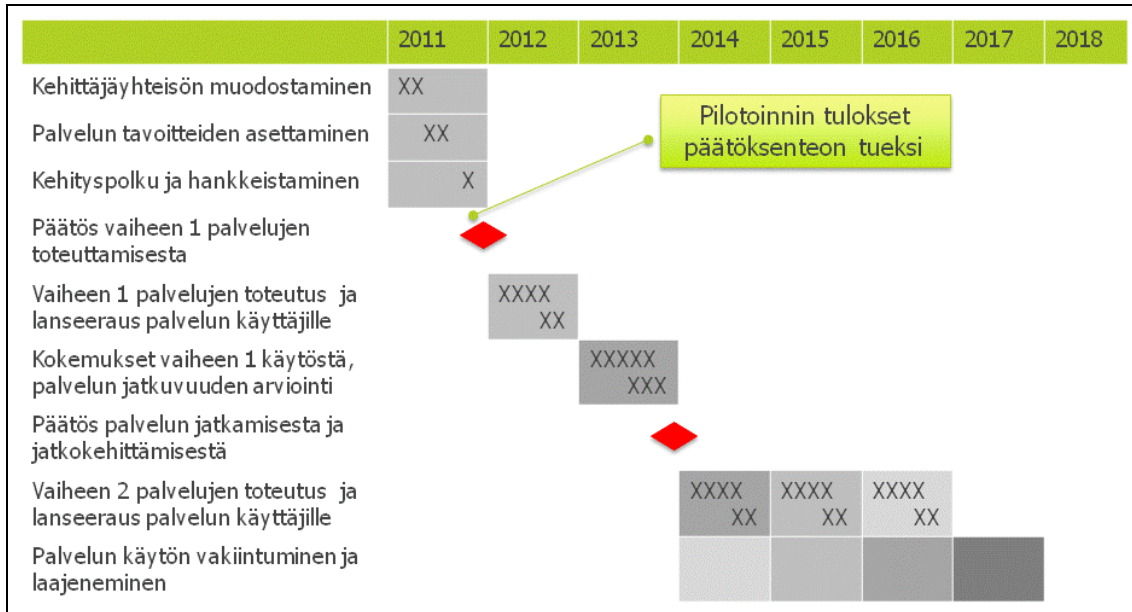 2011 2012 2013 2014 2015 2016 2017 2018
Kehittäjäyhteisön muodostaminen XX
Palvelun tavoitteiden asettaminen XX
Pilotoinnin tulokset
päätöksenteon tueksi
Kehityspolku ja hankkeistaminen X
Päätös vaiheen 1 palvelujen
toteuttamisesta
Vaiheen 1 palvelujen toteutus ja XXXX
lanseeraus palvelun käyttäjille XX
Kokemukset vaiheen 1 käytöstä, XXXXX
palvelun jatkuvuuden arviointi XXX
Päätös palvelun jatkamisesta ja
jatkokehittämisestä
Vaiheen 2 palvelujen toteutus ja XXXX XXXX XXXX
lanseeraus palvelun käyttäjille XX XX XX
Palvelun käytön vakiintuminen ja
laajeneminen